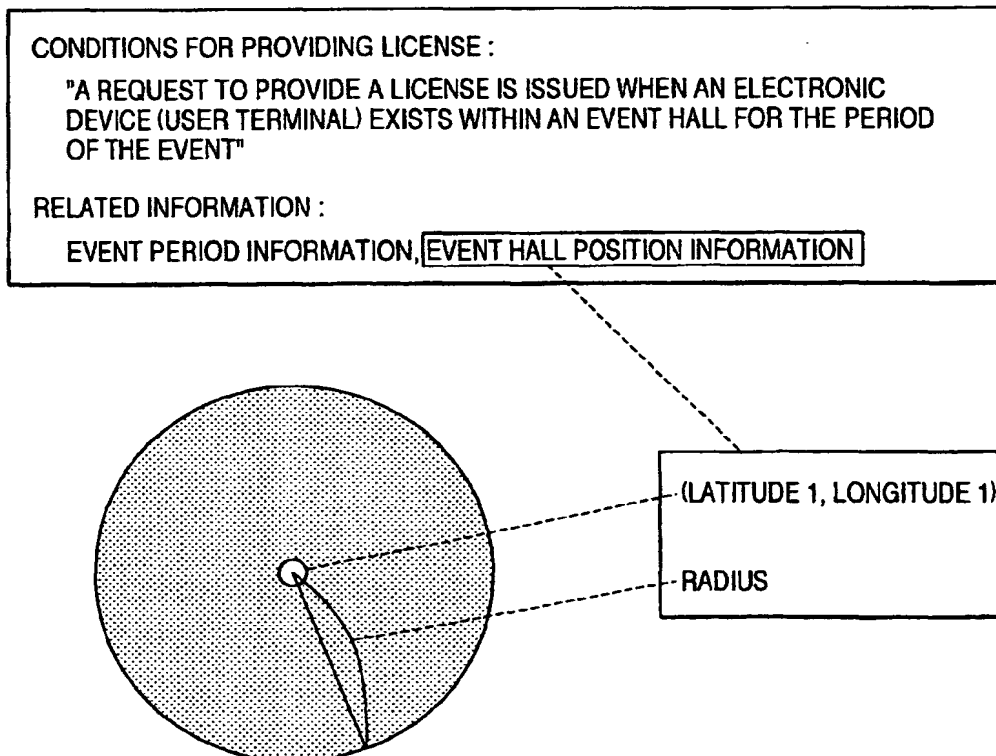 CONDITIONS FOR PROVIDING LICENSE :
"A REQUEST TO PROVIDE A LICENSE IS ISSUED WHEN AN ELECTRONIC
DEVICE (USER TERMINAL) EXISTS WITHIN AN EVENT HALL FOR THE PERIOD
OF THE EVENT"
RELATED INFORMATION :
EVENT PERIOD INFORMATION, EVENT HALL POSITION INFORMATION
(LATITUDE 1, LONGITUDE 1)
RADIUS